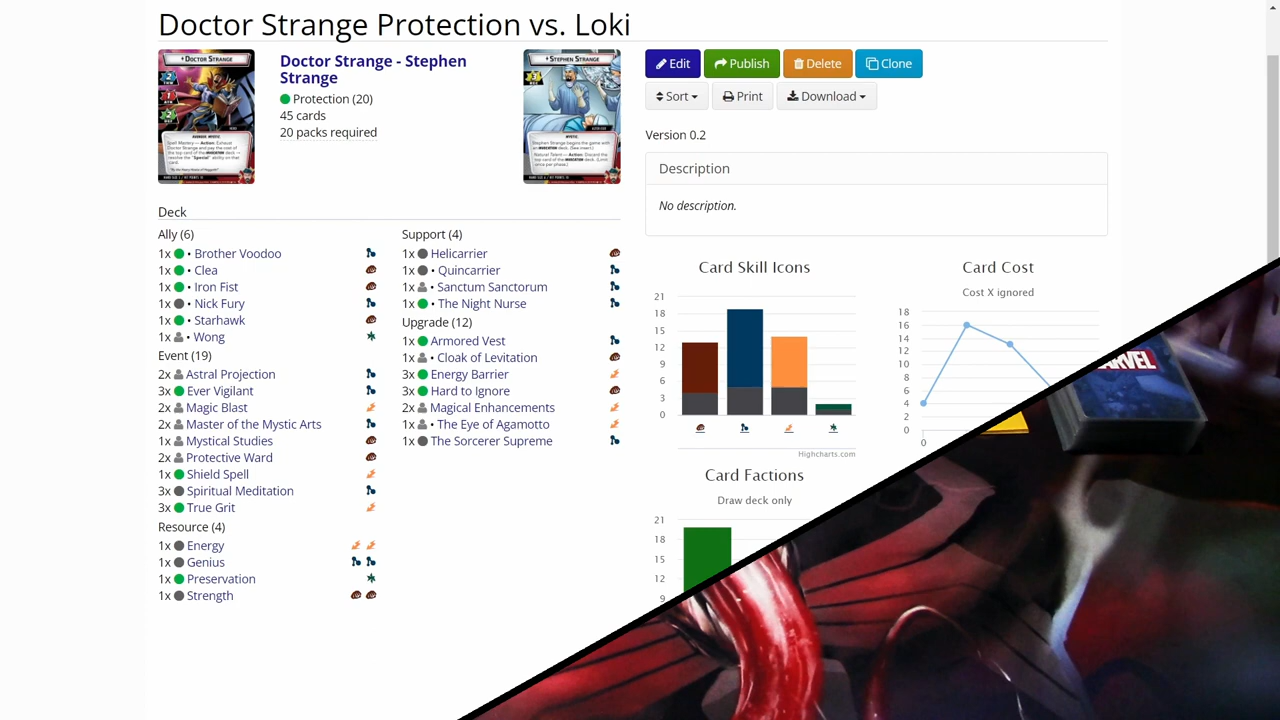 Doctor Strange Protection vs. Loki
DOCTOR STRANGE
Doctor Strange - Stephen
Strange
Protection (20)
45 cards
20 packs required
STEPHEN STRANGE
Edit
Publish
Delete
Clone
Sort
Print
Download
Version 0.2
Description
No description.
Deck
Ally (6)
1x • Brother Voodoo
1x • Clea
1x • Iron Fist
1x • Nick Fury
1x • Starhawk
1x • Wong
Event (19)
2x Astral Projection
3x Ever Vigilant
2x Magic Blast
2x Master of the Mystic Arts
1x Mystical Studies
2x Protective Ward
1x Shield Spell
3x Spiritual Meditation
3x True Grit
Resource (4)
1x Energy
1x Genius
1x Preservation
1x Strength
Support (4)
1x Helicarrier
1x • Quincarrier
1x • Sanctum Sanctorum
1x • The Night Nurse
Upgrade (12)
1x Armored Vest
1x • Cloak of Levitation
3x Energy Barrier
3x Hard to Ignore
2x Magical Enhancements
1x • The Eye of Agamotto
1x The Sorcerer Supreme
Card Skill Icons
21
18
15
12
9
6
3
0
Highcharts.com
Card Cost
Cost X ignored
18
16
14
12
10
8
6
4
2
0
0
Card Factions
Draw deck only
21
18
15
12
9
MARVEL